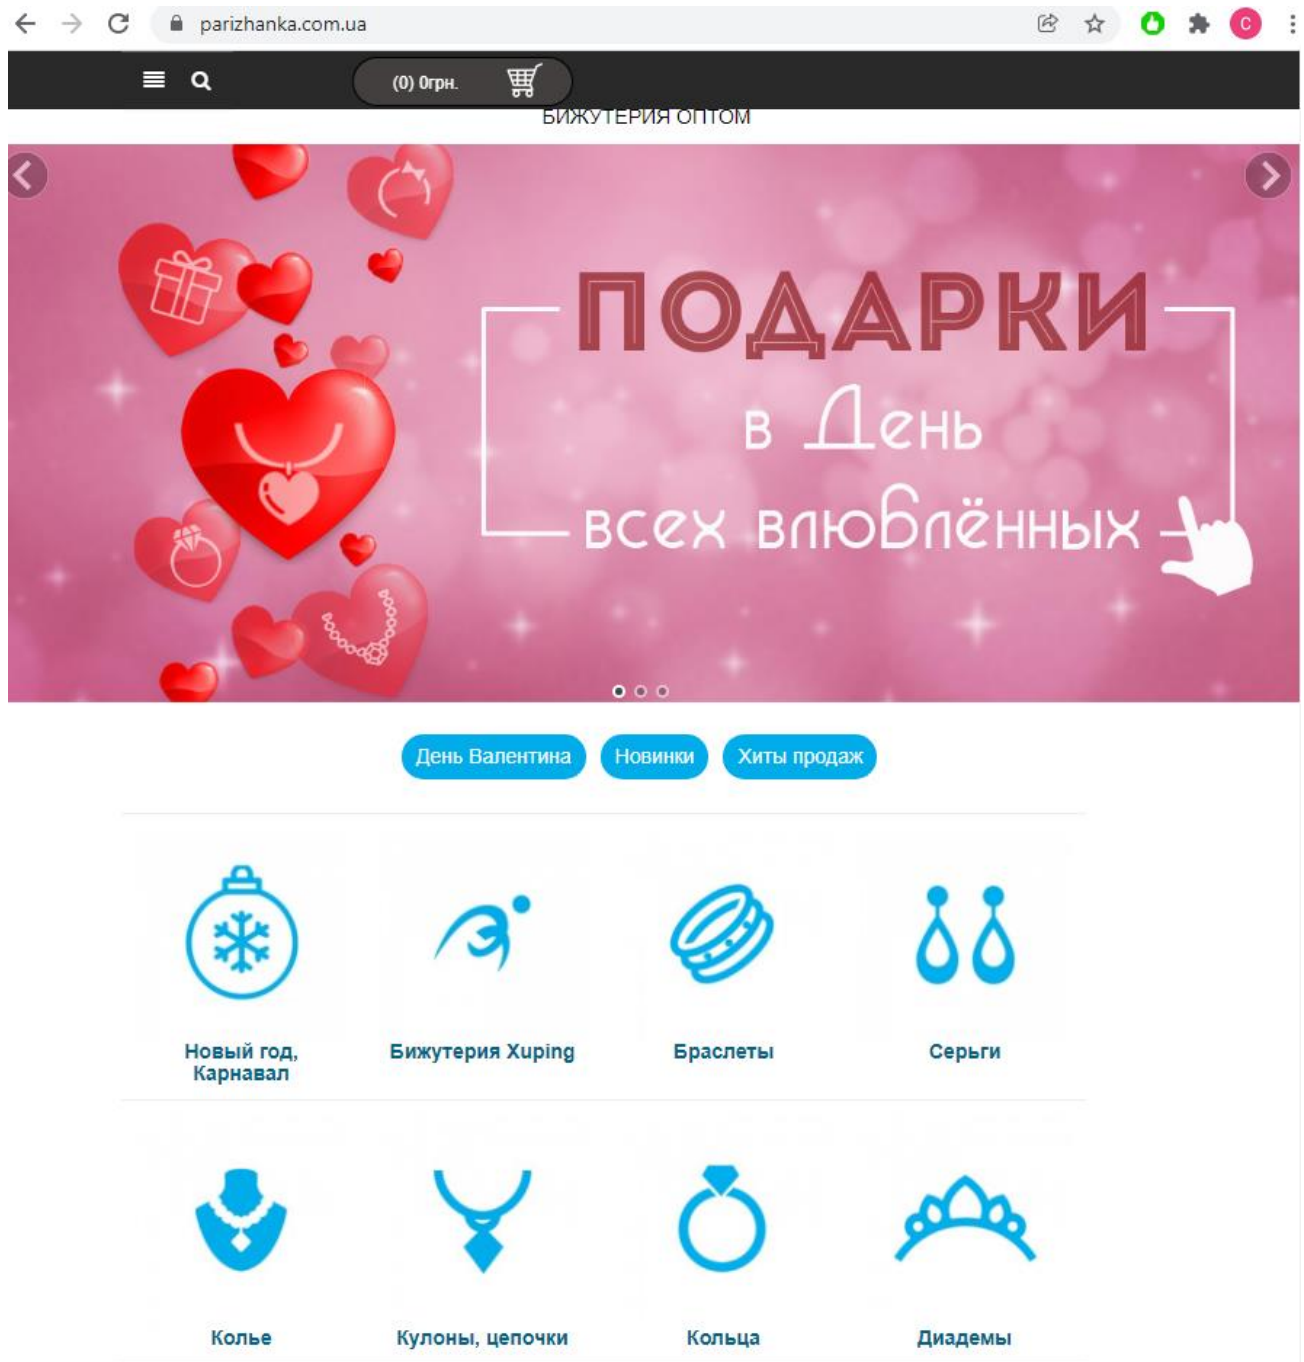 parizhanka.com.ua
C
(0) 0грн.
БИЖУТЕРИЯ ОПТОМ
ПОДАРКИ
в День
всех влюблённых
День Валентина Новинки Хиты продаж
Новый год,
Карнавал
Бижутерия Xuping
Браслеты
Серьги
Колье
Кулоны, цепочки
Кольца
Диадемы